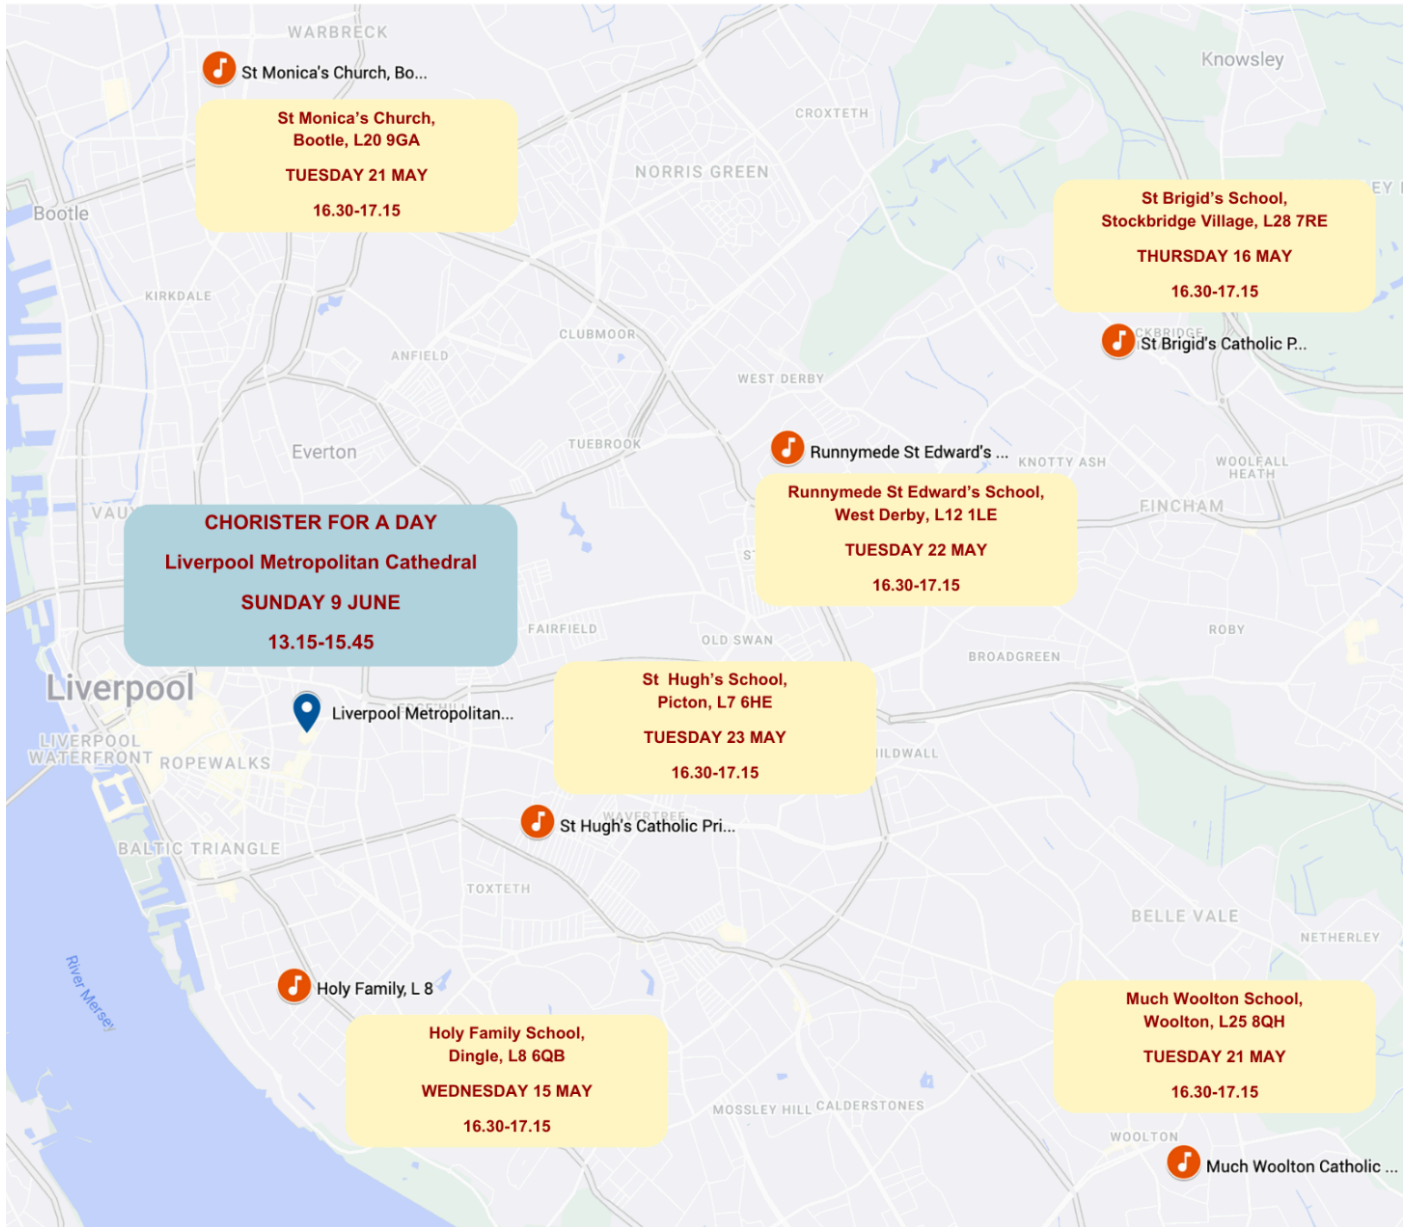 WARBRECK
St Monica's Church, Bo...
Knowsley
St Monica's Church,
Bootle, L20 9GA
TUESDAY 21 MAY
16.30-17.15
CROXTETH
NORRIS GREEN
Bootle
St Brigid's School,
Stockbridge Village, L28 7RE
THURSDAY 16 MAY
16.30-17.15
KIRKDALE
CLUBMOOR
ANFIELD
St Brigid's Catholic P...
WEST DERBY
TUEBROOK
Everton
Runnymede St Edward's ...
KNOTTY ASH
WOOLFALL
HEATH
FINCHAM
Runnymede St Edward's School,
West Derby, L12 1LE
TUESDAY 22 MAY
16.30-17.15
CHORISTER FOR A DAY
Liverpool Metropolitan Cathedral
SUNDAY 9 JUNE
13.15-15.45
FAIRFIELD
OLD SWAN
BROADGREEN
ROBY
Liverpool
Liverpool Metropolitan...
LIVERPOOL
WATERFRONT
ROPEWALKS
St  Hugh's School,
Picton, L7 6HE
TUESDAY 23 MAY
16.30-17.15
WAVERTREE
St Hugh's Catholic Pri...
BALTIC TRIANGLE
TOXTETH
BELLE VALE
NETHERLEY
River Mersey
Holy Family, L 8
Holy Family School,
Dingle, L8 6QB
WEDNESDAY 15 MAY
16.30-17.15
Much Woolton School,
Woolton, L25 8QH
TUESDAY 21 MAY
16.30-17.15
MOSSLEY HILL
CALDERSTONES
WOOLTON
Much Woolton Catholic ...